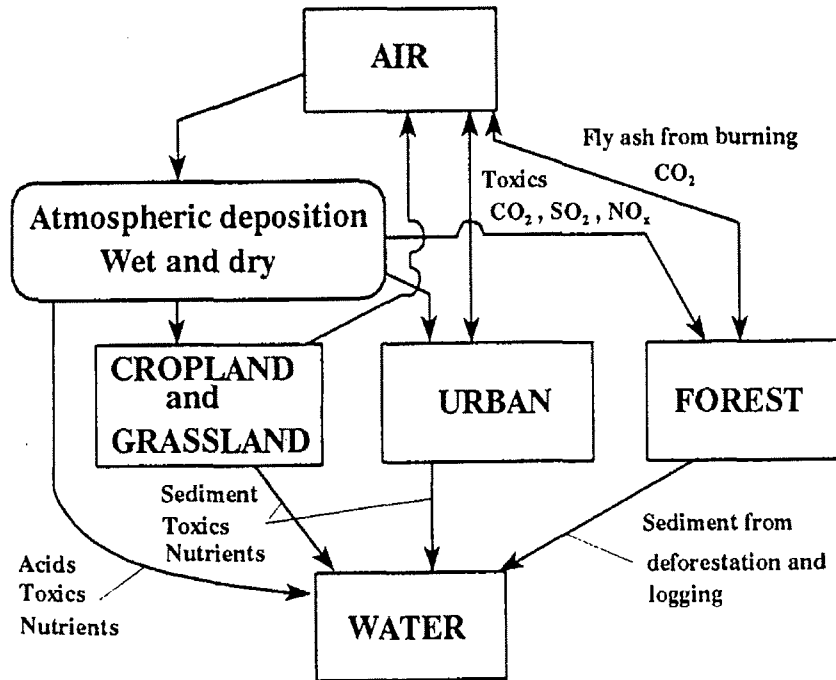 AIR
Fly ash from burning
CO₂
Toxics
CO₂ , SO₂ , NOₓ
Atmospheric deposition
Wet and dry
CROPLAND
and
GRASSLAND
URBAN
FOREST
Sediment
Toxics
Nutrients
Sediment from
deforestation and
logging
Acids
Toxics
Nutrients
WATER